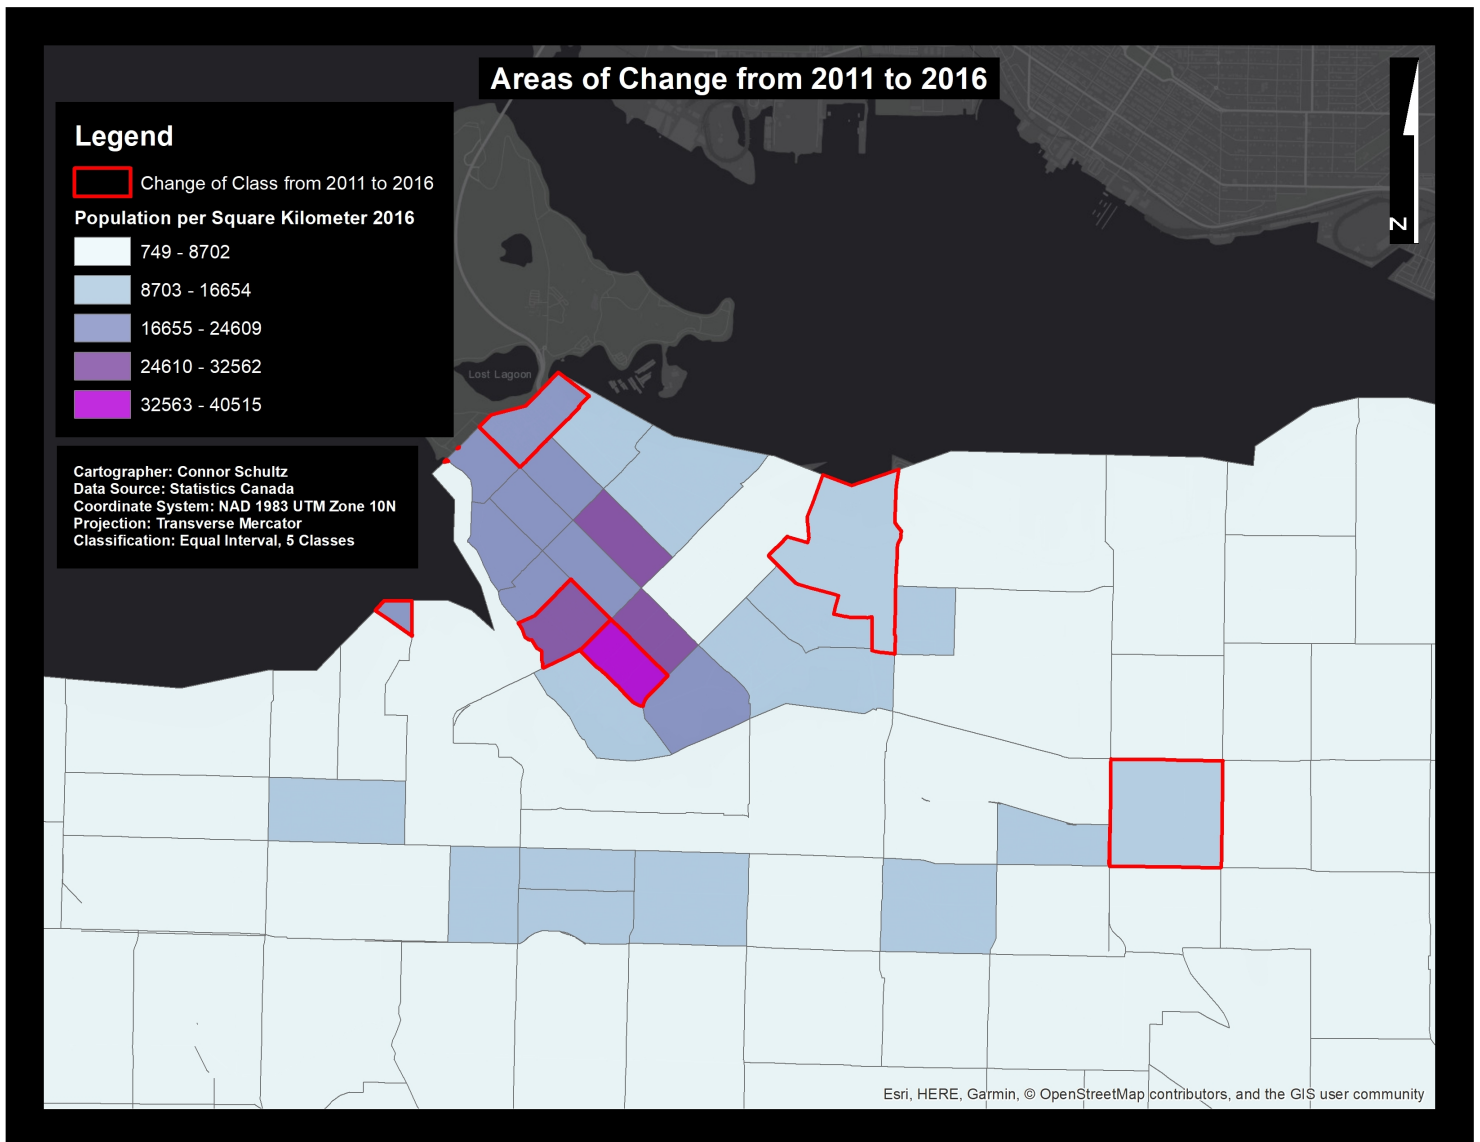 Areas of Change from 2011 to 2016
Legend
Change of Class from 2011 to 2016
Population per Square Kilometer 2016
749 - 8702
8703 - 16654
16655 - 24609
24610 - 32562
32563 - 40515
Cartographer: Connor Schultz
Data Source: Statistics Canada
Coordinate System: NAD 1983 UTM Zone 10N
Projection: Transverse Mercator
Classification: Equal Interval, 5 Classes
N
Lost Lagoon
Esri, HERE, Garmin, © OpenStreetMap contributors, and the GIS user community